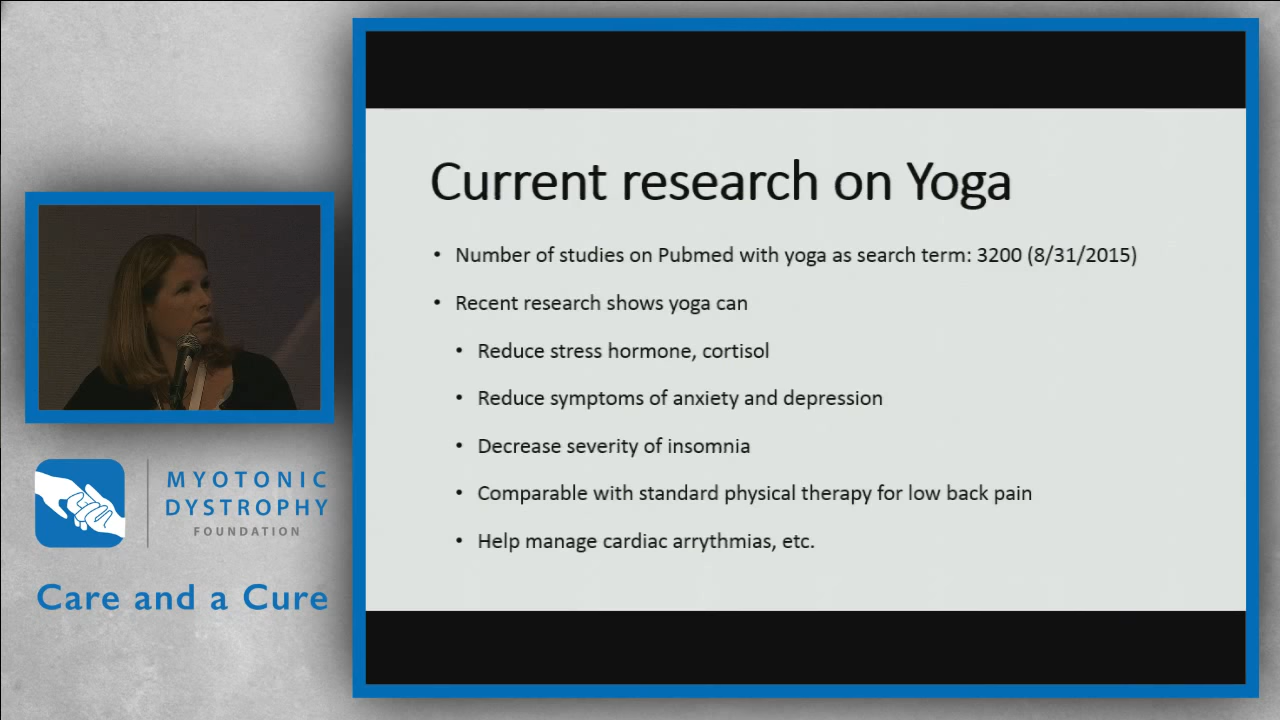 Current research on Yoga
• Number of studies on Pubmed with yoga as search term: 3200 (8/31/2015)
• Recent research shows yoga can
• Reduce stress hormone, cortisol
• Reduce symptoms of anxiety and depression
• Decrease severity of insomnia
• Comparable with standard physical therapy for low back pain
• Help manage cardiac arrythmias, etc.
MYOTONIC
DYSTROPHY
FOUNDATION
Care and a Cure